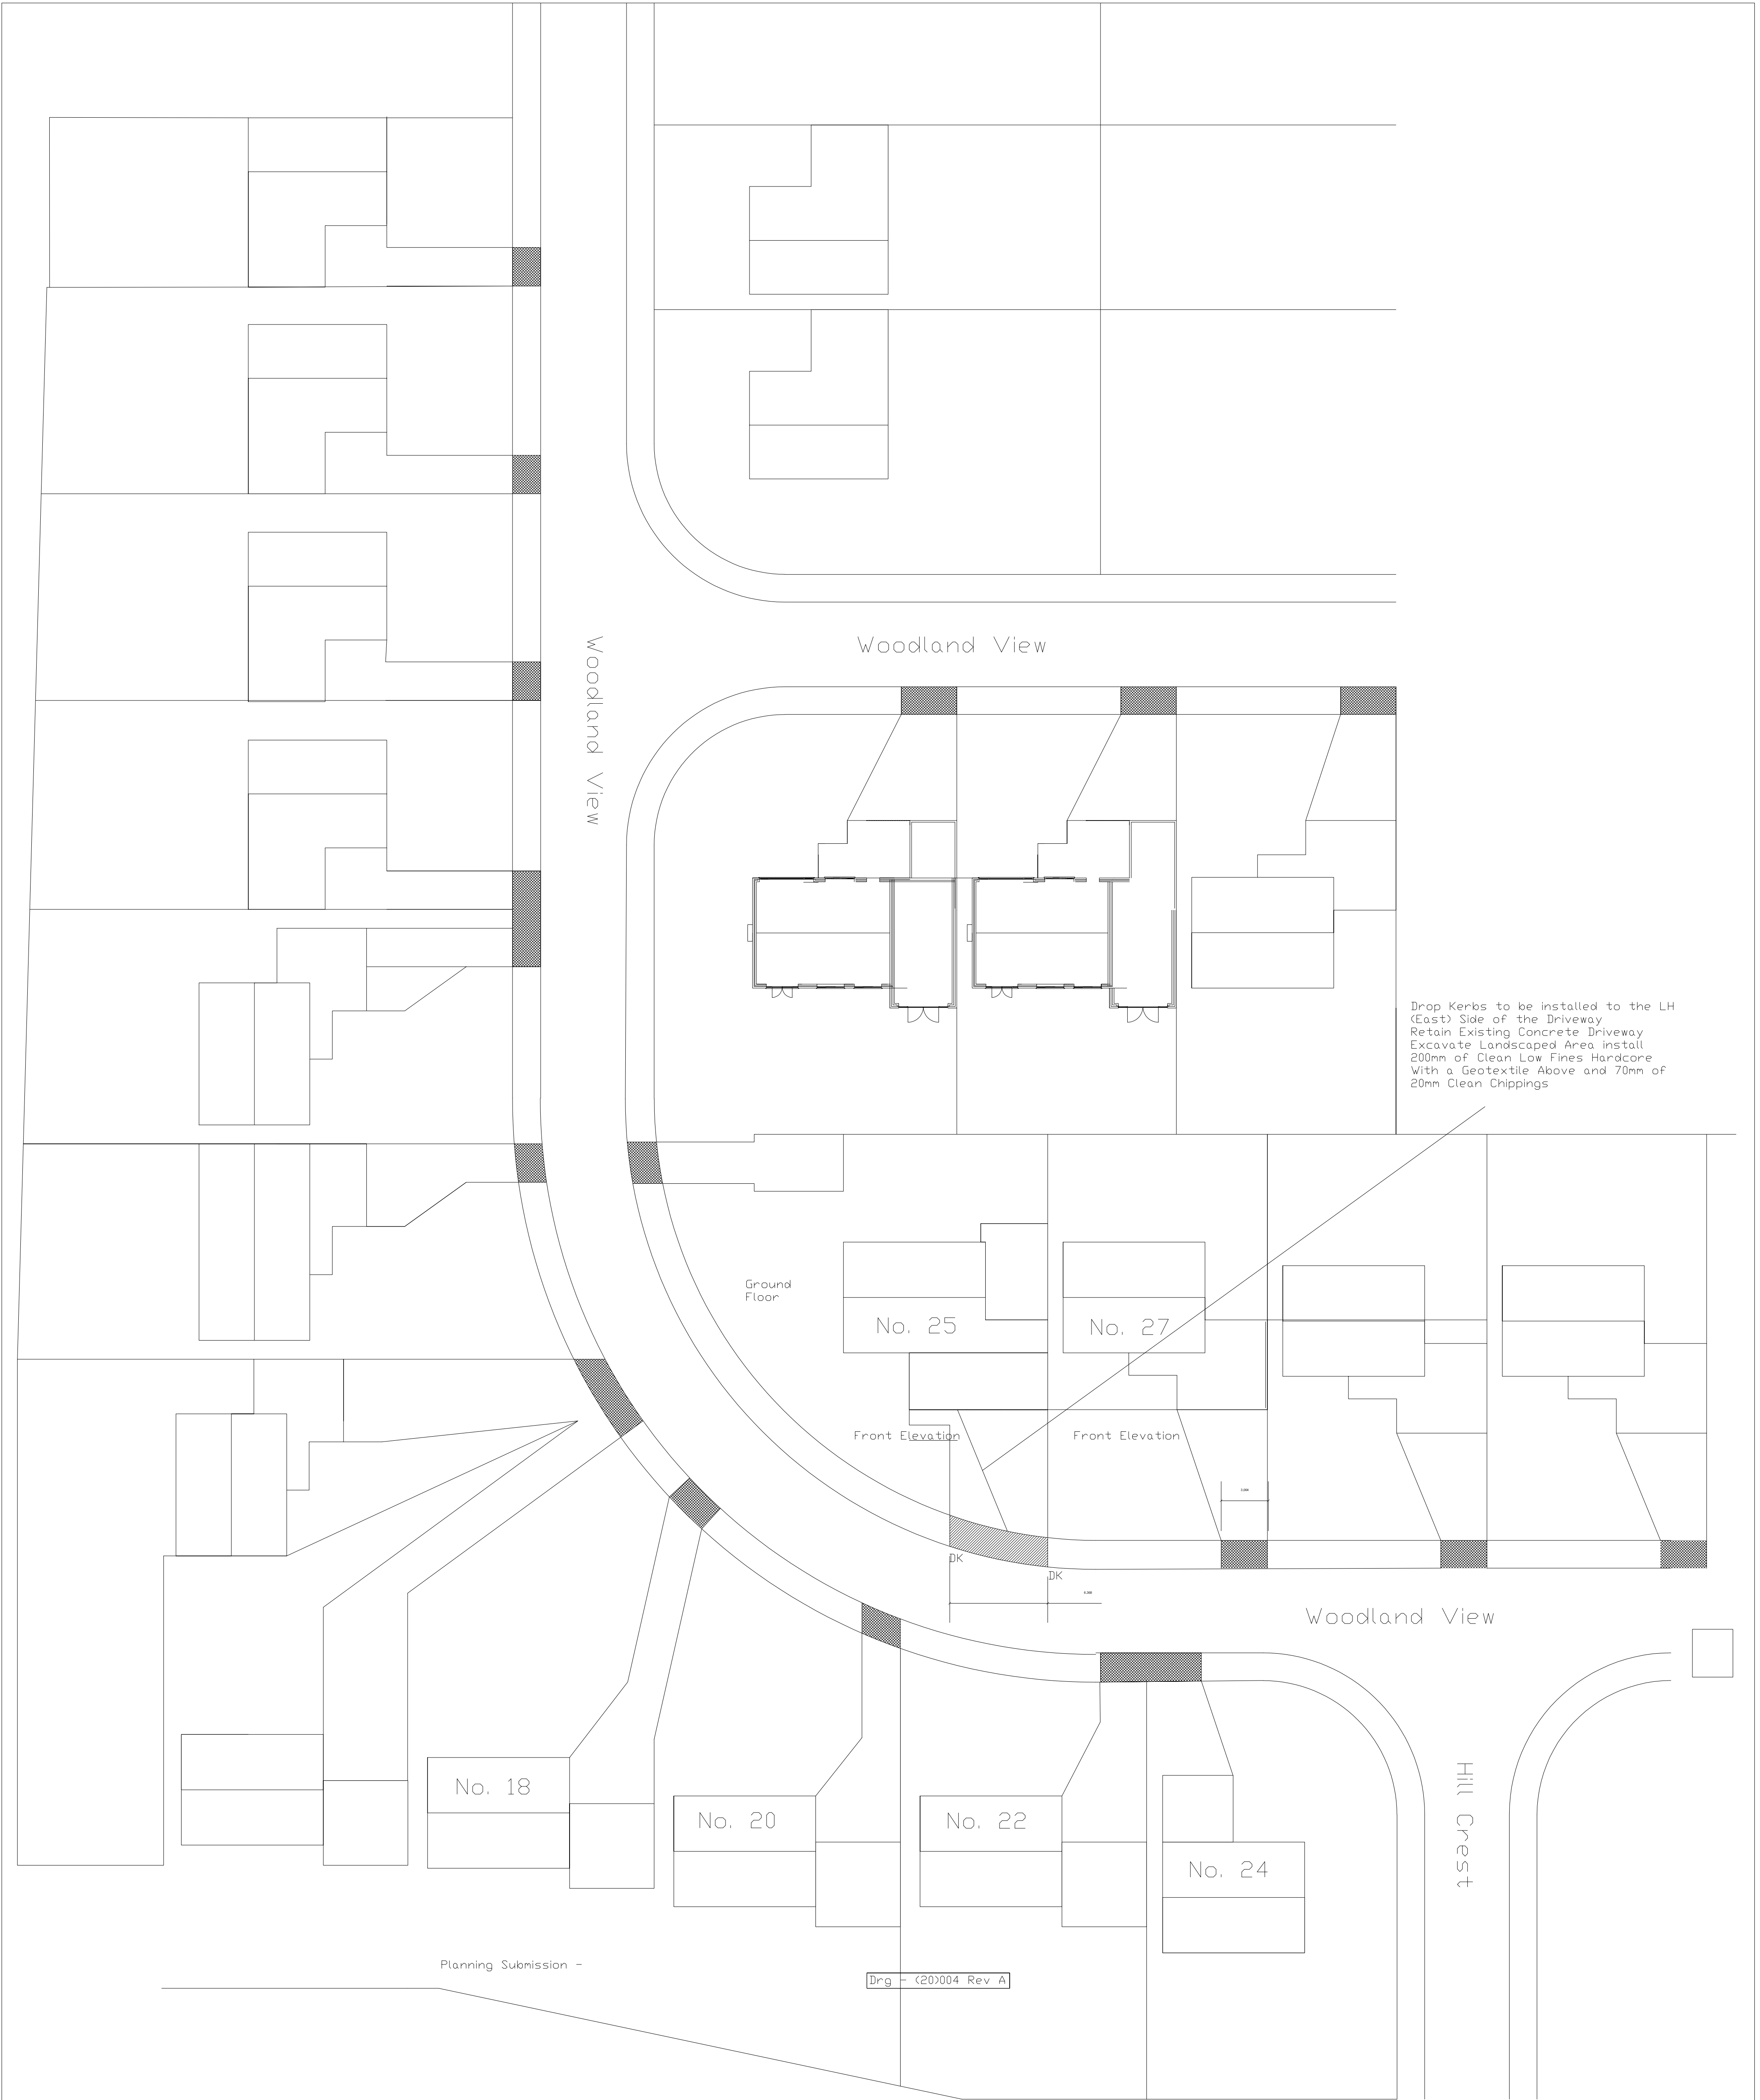 Woodland View
Woodland View
Drop Kerbs to be installed to the LH
(East) Side of the Driveway
Retain Existing Concrete Driveway
Excavate Landscaped Area install
200mm of Clean Low Fines Hardcore
With a Geotextile Above and 70mm of
20mm Clean Chippings
Ground
Floor
No. 25
No. 27
Front Elevation
Front Elevation
DK
DK
Woodland View
Hill Crest
No. 18
No. 20
No. 22
No. 24
Planning Submission -
Drg - (20)004 Rev A